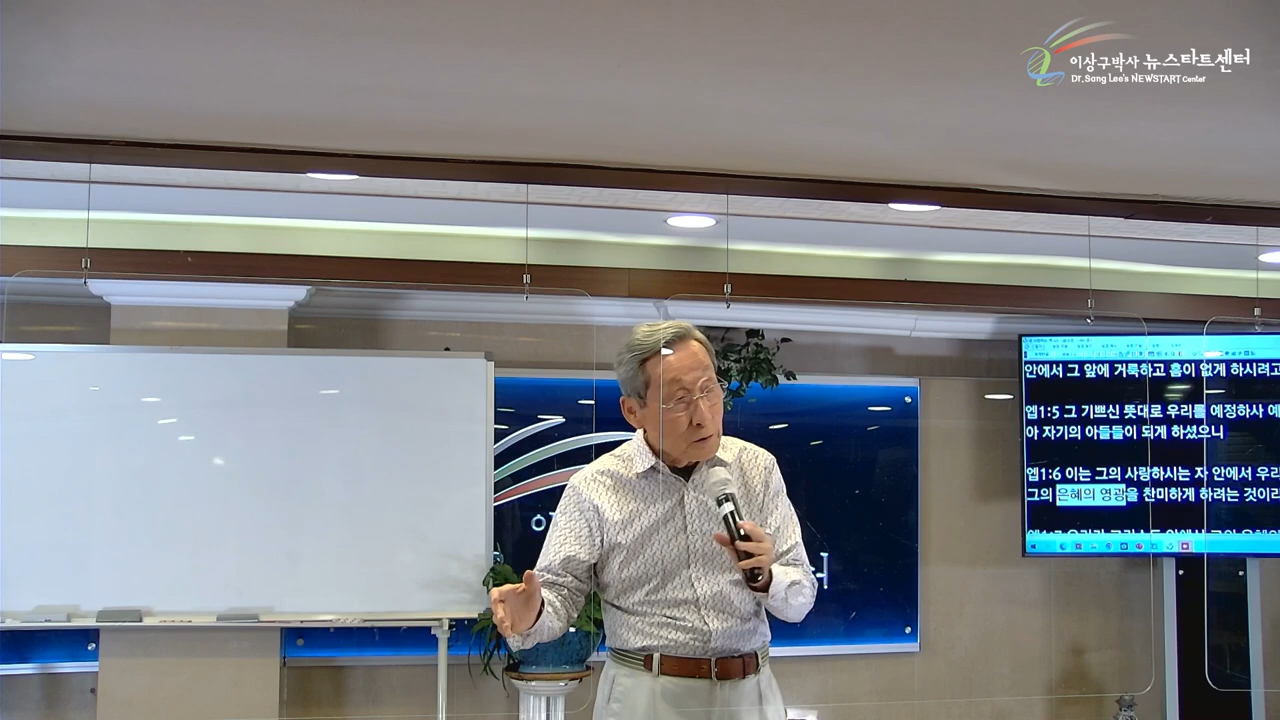 이상구박사 뉴스타트센터
Dr. Sang Lee's NEWSTART Center
안에서 그 앞에 거룩하고 흠이 없게 하시려고
엡1:5 그 기쁘신 뜻대로 우리를 예정하사 예
아 자기의 아들들이 되게 하셨으니
엡1:6 이는 그의 사랑하시는 자 안에서 우리
그의 은혜의 영광을 찬미하게 하려는 것이라
터